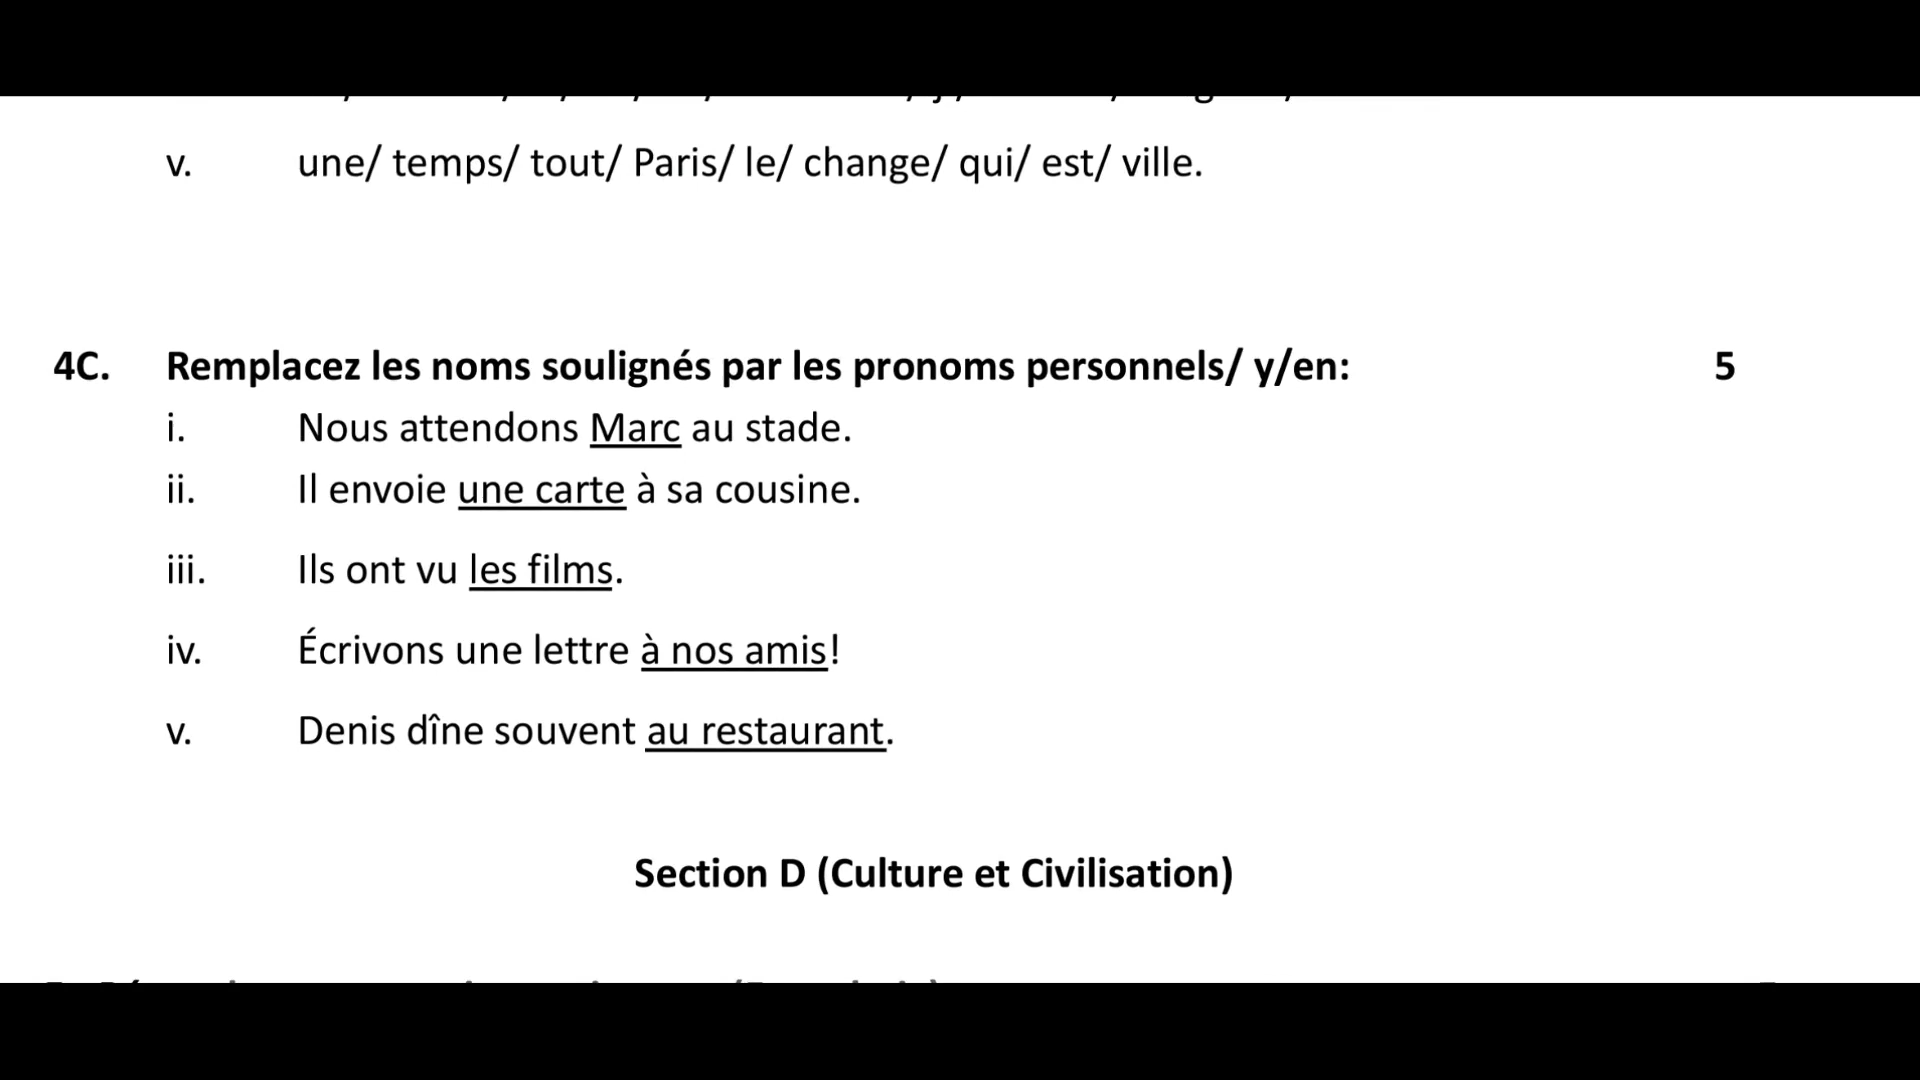 v. une/ temps/ tout/ Paris/ le/ change/ qui/ est/ ville.
4C. Remplacez les noms soulignés par les pronoms personnels/ y/en: 5
i. Nous attendons Marc au stade.
ii. Il envoie une carte à sa cousine.
iii. Ils ont vu les films.
iv. Écrivons une lettre à nos amis!
v. Denis dîne souvent au restaurant.
Section D (Culture et Civilisation)